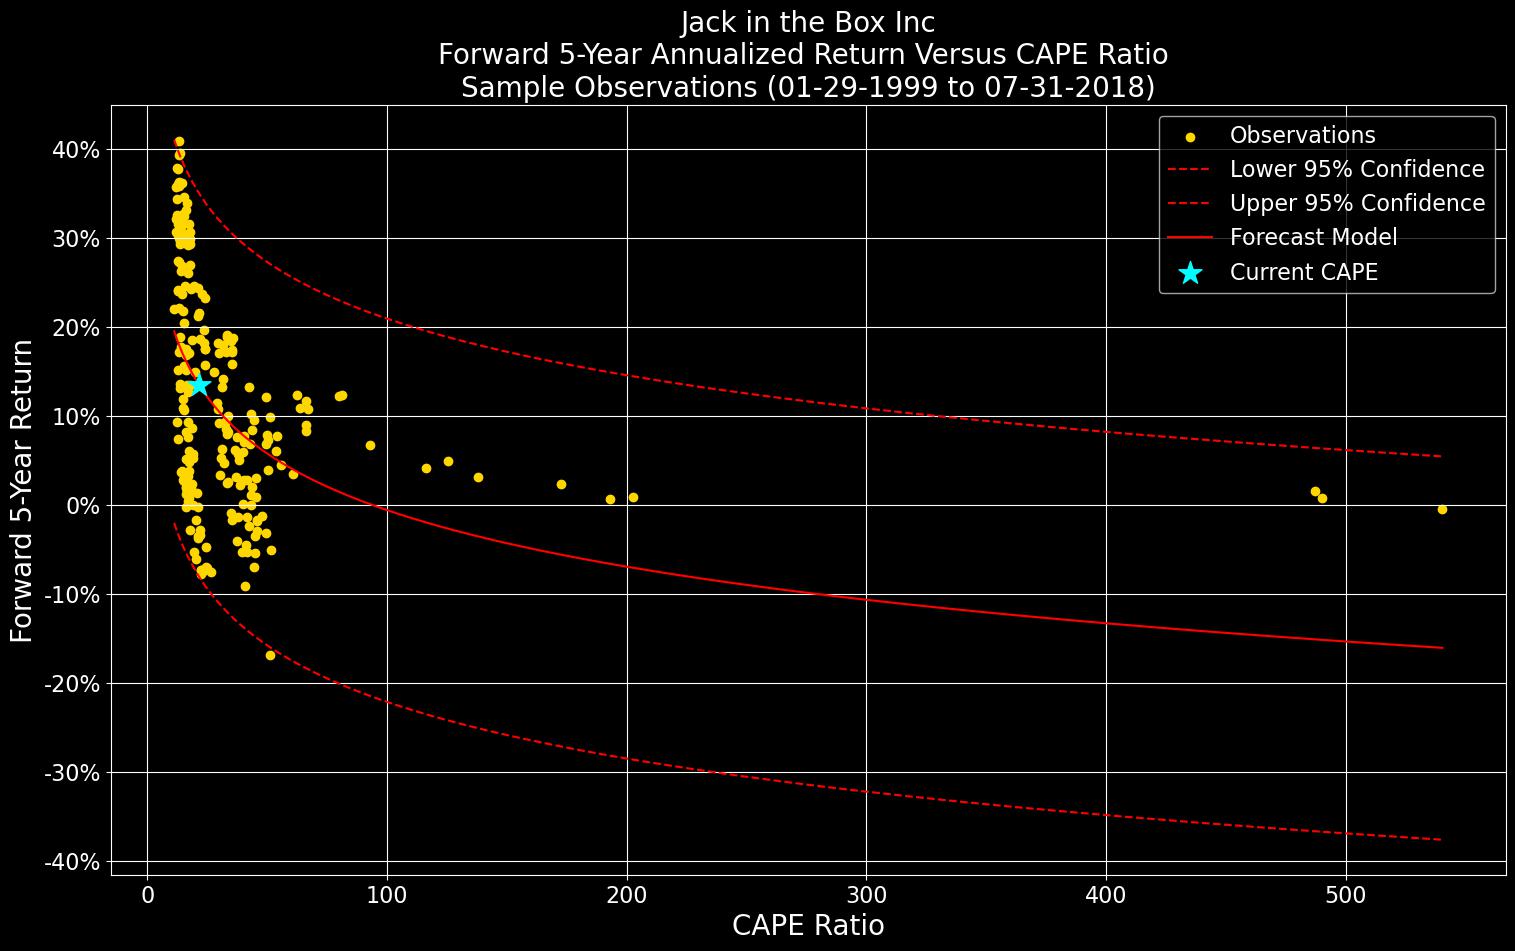 Jack in the Box Inc
Forward 5-Year Annualized Return Versus CAPE Ratio
Sample Observations (01-29-1999 to 07-31-2018)
Observations
Lower 95% Confidence
Upper 95% Confidence
Forecast Model
Current CAPE
Forward 5-Year Return
40%
30%
20%
10%
0%
-10%
-20%
-30%
-40%
0 100 200 300 400 500
CAPE Ratio